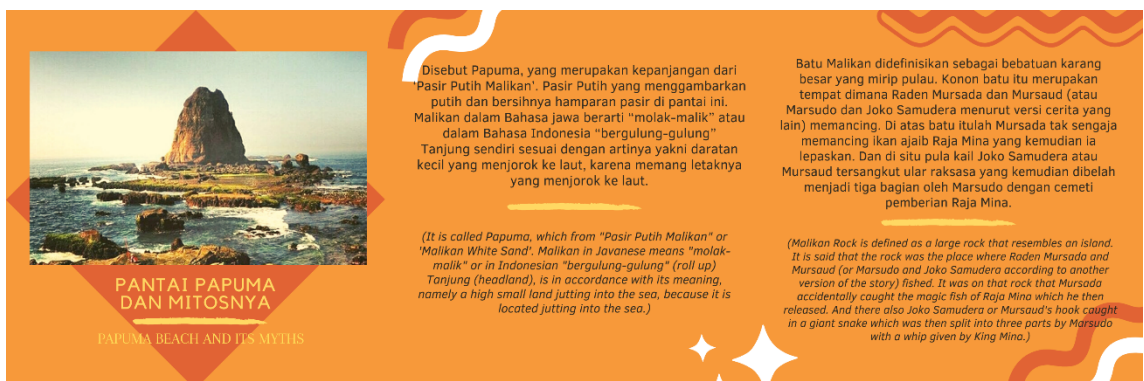 PANTAI PAPUMA
DAN MITOSNYA
PAPUMA BEACH AND ITS MYTHS
Disebut Papuma, yang merupakan kepanjangan dari
'Pasir Putih Malikan'. Pasir Putih yang menggambarkan
putih dan bersihnya hamparan pasir di pantai ini.
Malikan dalam Bahasa jawa berarti "molak-malik" atau
dalam Bahasa Indonesia "bergulung-gulung"
Tanjung sendiri sesuai dengan artinya yakni daratan
kecil yang menjorok ke laut, karena memang letaknya
yang menjorok ke laut.
(It is called Papuma, which from "Pasir Putih Malikan" or
'Malikan White Sand'. Malikan in Javanese means "molak-
malik" or in Indonesian "bergulung-gulung" (roll up)
Tanjung (headland), is in accordance with its meaning,
namely a high small land jutting into the sea, because it is
located jutting into the sea.)
Batu Malikan didefinisikan sebagai bebatuan karang
besar yang mirip pulau. Konon batu itu merupakan
tempat dimana Raden Mursada dan Mursaud (atau
Marsudo dan Joko Samudera menurut versi cerita yang
lain) memancing. Di atas batu itulah Mursada tak sengaja
memancing ikan ajaib Raja Mina yang kemudian ia
lepaskan. Dan di situ pula kail Joko Samudera atau
Mursaud tersangkut ular raksasa yang kemudian dibelah
menjadi tiga bagian oleh Marsudo dengan cemeti
pemberian Raja Mina.
(Malikan Rock is defined as a large rock that resembles an island.
It is said that the rock was the place where Raden Mursada and
Mursaud (or Marsudo and Joko Samudera according to another
version of the story) fished. It was on that rock that Mursada
accidentally caught the magic fish of Raja Mina which he then
released. And there also Joko Samudera or Mursaud's hook caught
in a giant snake which was then split into three parts by Marsudo
with a whip given by King Mina.)